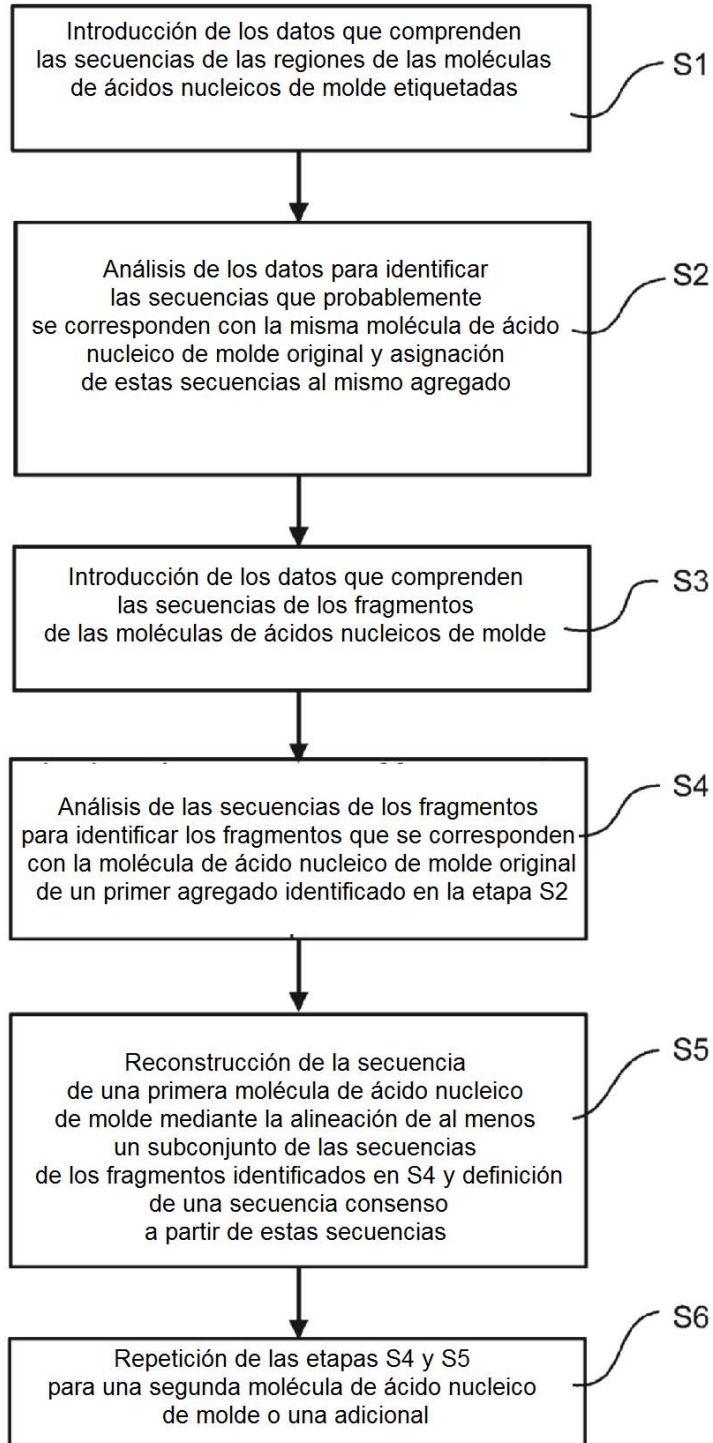 Introducción de los datos que comprenden
las secuencias de las regiones de las moléculas
de ácidos nucleicos de molde etiquetadas
S1
Análisis de los datos para identificar
las secuencias que probablemente
se corresponden con la misma molécula de ácido
nucleico de molde original y asignación
de estas secuencias al mismo agregado
S2
Introducción de los datos que comprenden
las secuencias de los fragmentos
de las moléculas de ácidos nucleicos de molde
S3
Análisis de las secuencias de los fragmentos
para identificar los fragmentos que se corresponden
con la molécula de ácido nucleico de molde original
de un primer agregado identificado en la etapa S2
S4
Reconstrucción de la secuencia
de una primera molécula de ácido nucleico
de molde mediante la alineación de al menos
un subconjunto de las secuencias
de los fragmentos identificados en S4 y definición
de una secuencia consenso
a partir de estas secuencias
S5
Repetición de las etapas S4 y S5
para una segunda molécula de ácido nucleico
de molde o una adicional
S6